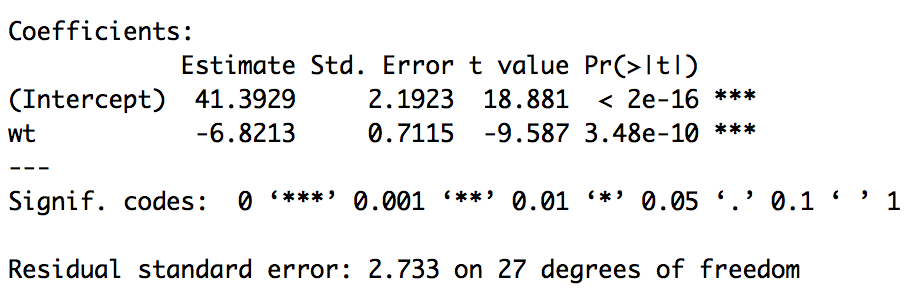 Coefficients:
            Estimate Std. Error t value Pr(>|t|)
(Intercept)  41.3929     2.1923  18.881  < 2e-16 ***
wt           -6.8213     0.7115  -9.587 3.48e-10 ***
---
Signif. codes:  0 ‘***’ 0.001 ‘**’ 0.01 ‘*’ 0.05 ‘.’ 0.1 ‘ ’ 1
Residual standard error: 2.733 on 27 degrees of freedom